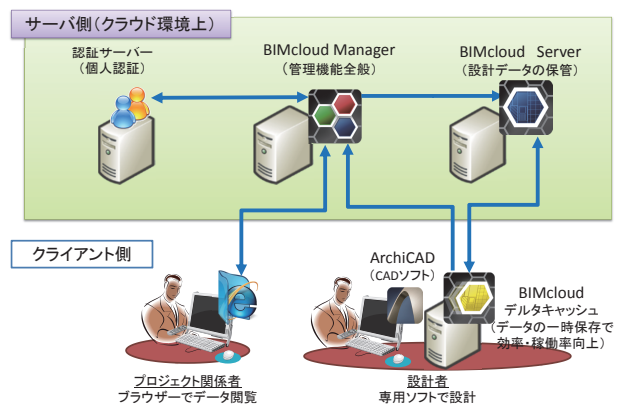 サーバ側（クラウド環境上）
認証サーバー
（個人認証）
BIMcloud Manager
（管理機能全般）
BIMcloud Server
（設計データの保管）
クライアント側
ArchiCAD
（CADソフト）
BIMcloud
デルタキャッシュ
（データの一時保存で
効率・稼働率向上）
プロジェクト関係者
ブラウザーでデータ閲覧
設計者
専用ソフトで設計